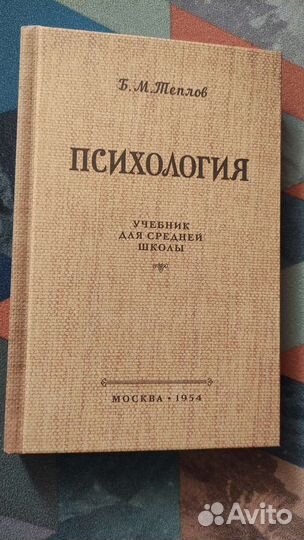 Б. М. Теплов
ПСИХОЛОГИЯ
УЧЕБНИК
ДЛЯ СРЕДНЕЙ
ШКОЛЫ
МОСКВА • 1954
Avito